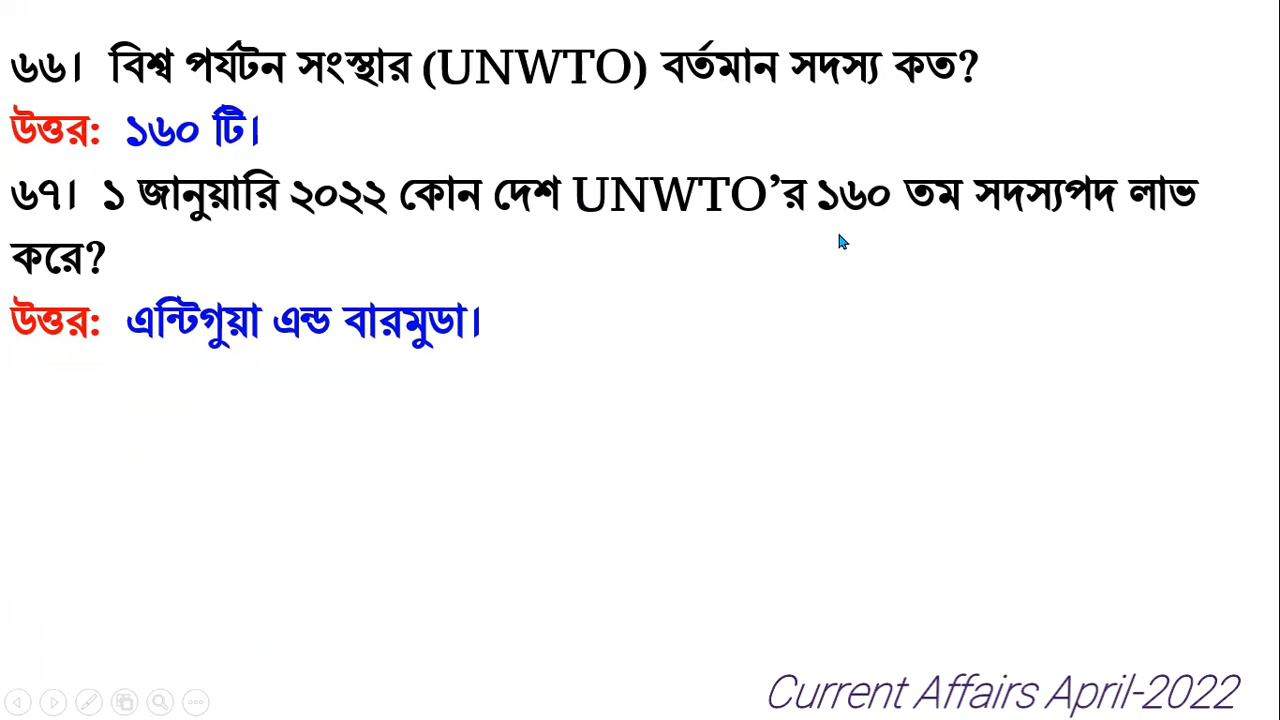 ৬৬। বিশ্ব পর্যটন সংস্থার (UNWTO) বর্তমান সদস্য কত?
উত্তর: ১৬০ টি।
৬৭। ১ জানুয়ারি ২০২২ কোন দেশ UNWTO’র ১৬০ তম সদস্যপদ লাভ
করে?
উত্তর: এন্টিগুয়া এন্ড বারমুডা।
Current Affairs April-2022